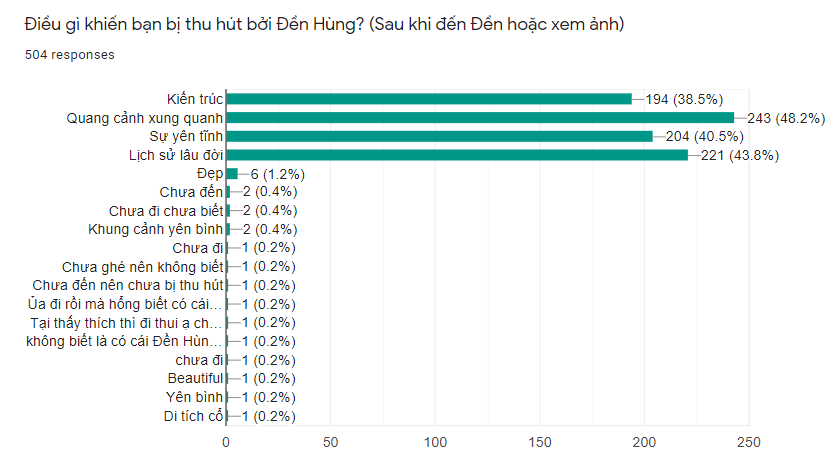 Điều gì khiến bạn bị thu hút bởi Đền Hùng? (Sau khi đến Đền hoặc xem ảnh)
504 responses
Kiến trúc 194 (38.5%)
Quang cảnh xung quanh 243 (48.2%)
Sự yên tĩnh 204 (40.5%)
Lịch sử lâu đời 221 (43.8%)
Đẹp 6 (1.2%)
Chưa đến 2 (0.4%)
Chưa đi chưa biết 2 (0.4%)
Khung cảnh yên bình 2 (0.4%)
Chưa đi 1 (0.2%)
Chưa ghé nên không biết 1 (0.2%)
Chưa đến nên chưa bị thu hút 1 (0.2%)
Ủa đi rồi mà hổng biết có cái… 1 (0.2%)
Tại thấy thích thì đi thui ạ ch… 1 (0.2%)
không biết là có cái Đền Hùn… 1 (0.2%)
chưa đi 1 (0.2%)
Beautiful 1 (0.2%)
Yên bình 1 (0.2%)
Di tích cổ 1 (0.2%)
0 50 100 150 200 250